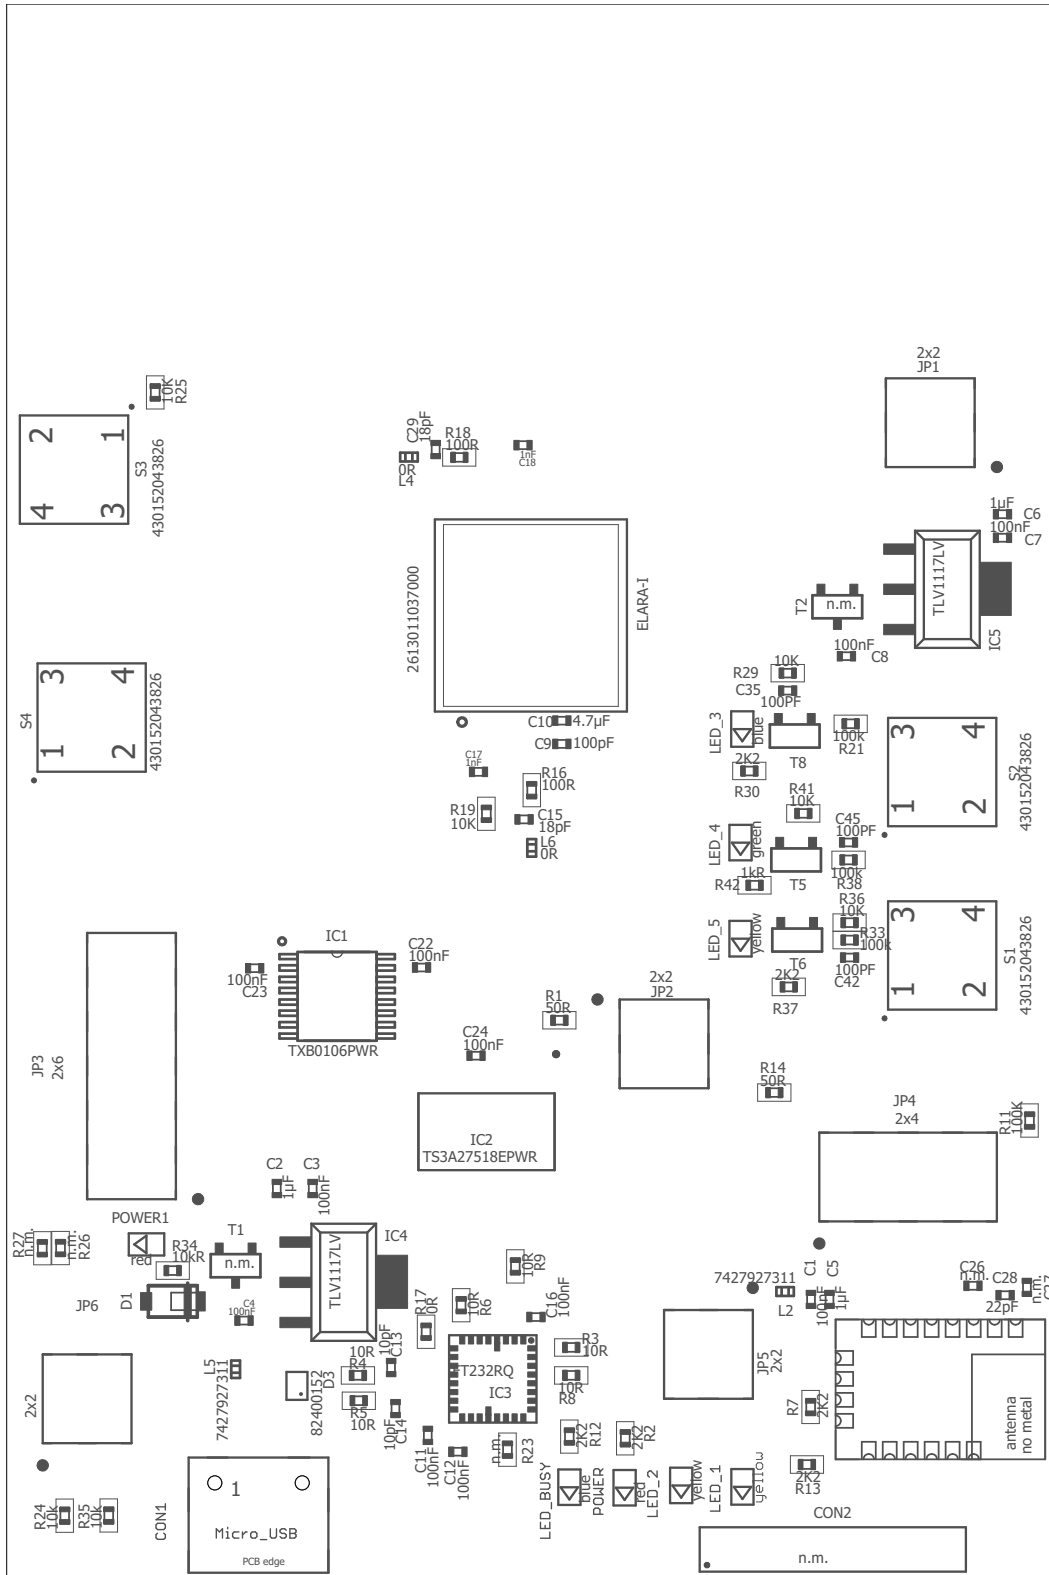 2x2
JP1
10K
R25
2
1
4
3
S3
430152043826
C29
18pF
R18
100R
0R
L4
1nF
C18
1µF
C6
100nF
C7
TLV1117LV
IC5
T2
n.m.
100nF
C8
2613011037000
ELARA-I
S4
3
4
1
2
430152043826
10K
R29
C35
100PF
C10
4.7µF
C9
100pF
LED_3
blue
T8
100k
R21
2K2
R30
3
4
1
2
S2
430152043826
C17
1nF
R16
100R
R19
10K
C15
18pF
L6
0R
R41
10K
C45
100PF
LED_4
green
T5
100k
R38
1kR
R42
R36
10K
R33
100k
LED_5
yellow
T6
100PF
C42
2K2
R37
3
4
1
2
S1
430152043826
IC1
C22
100nF
100nF
C23
TXB0106PWR
2x2
JP2
R1
50R
C24
100nF
JP3
2x6
R14
50R
JP4
2x4
R11
100K
IC2
TS3A27518EPWR
C2
1µF
C3
100nF
POWER1
red
R27
n.m.
n.m.
R26
R34
10kR
T1
n.m.
IC4
TLV1117LV
10R
R9
D1
JP6
C4
100nF
R17
0R
10R
R6
C16
100nF
7427927311
L2
C1
100nF
C5
1µF
C26
n.m.
C28
22pF
n.m.
C27
2x2
L5
7427927311
D3
82400152
10R
R4
R5
10R
10pF
C13
10pF
C14
FT232RQ
IC3
R3
10R
10R
R8
JP5
2x2
R7
2K2
antenna
no metal
C11
100nF
C12
100nF
n.m.
R23
2K2
R12
2K2
R2
2K2
R13
R24
10k
R35
10k
CON1
1
Micro_USB
PCB edge
LED_BUSY
blue
POWER
red
LED_2
yellow
LED_1
yellow
CON2
n.m.